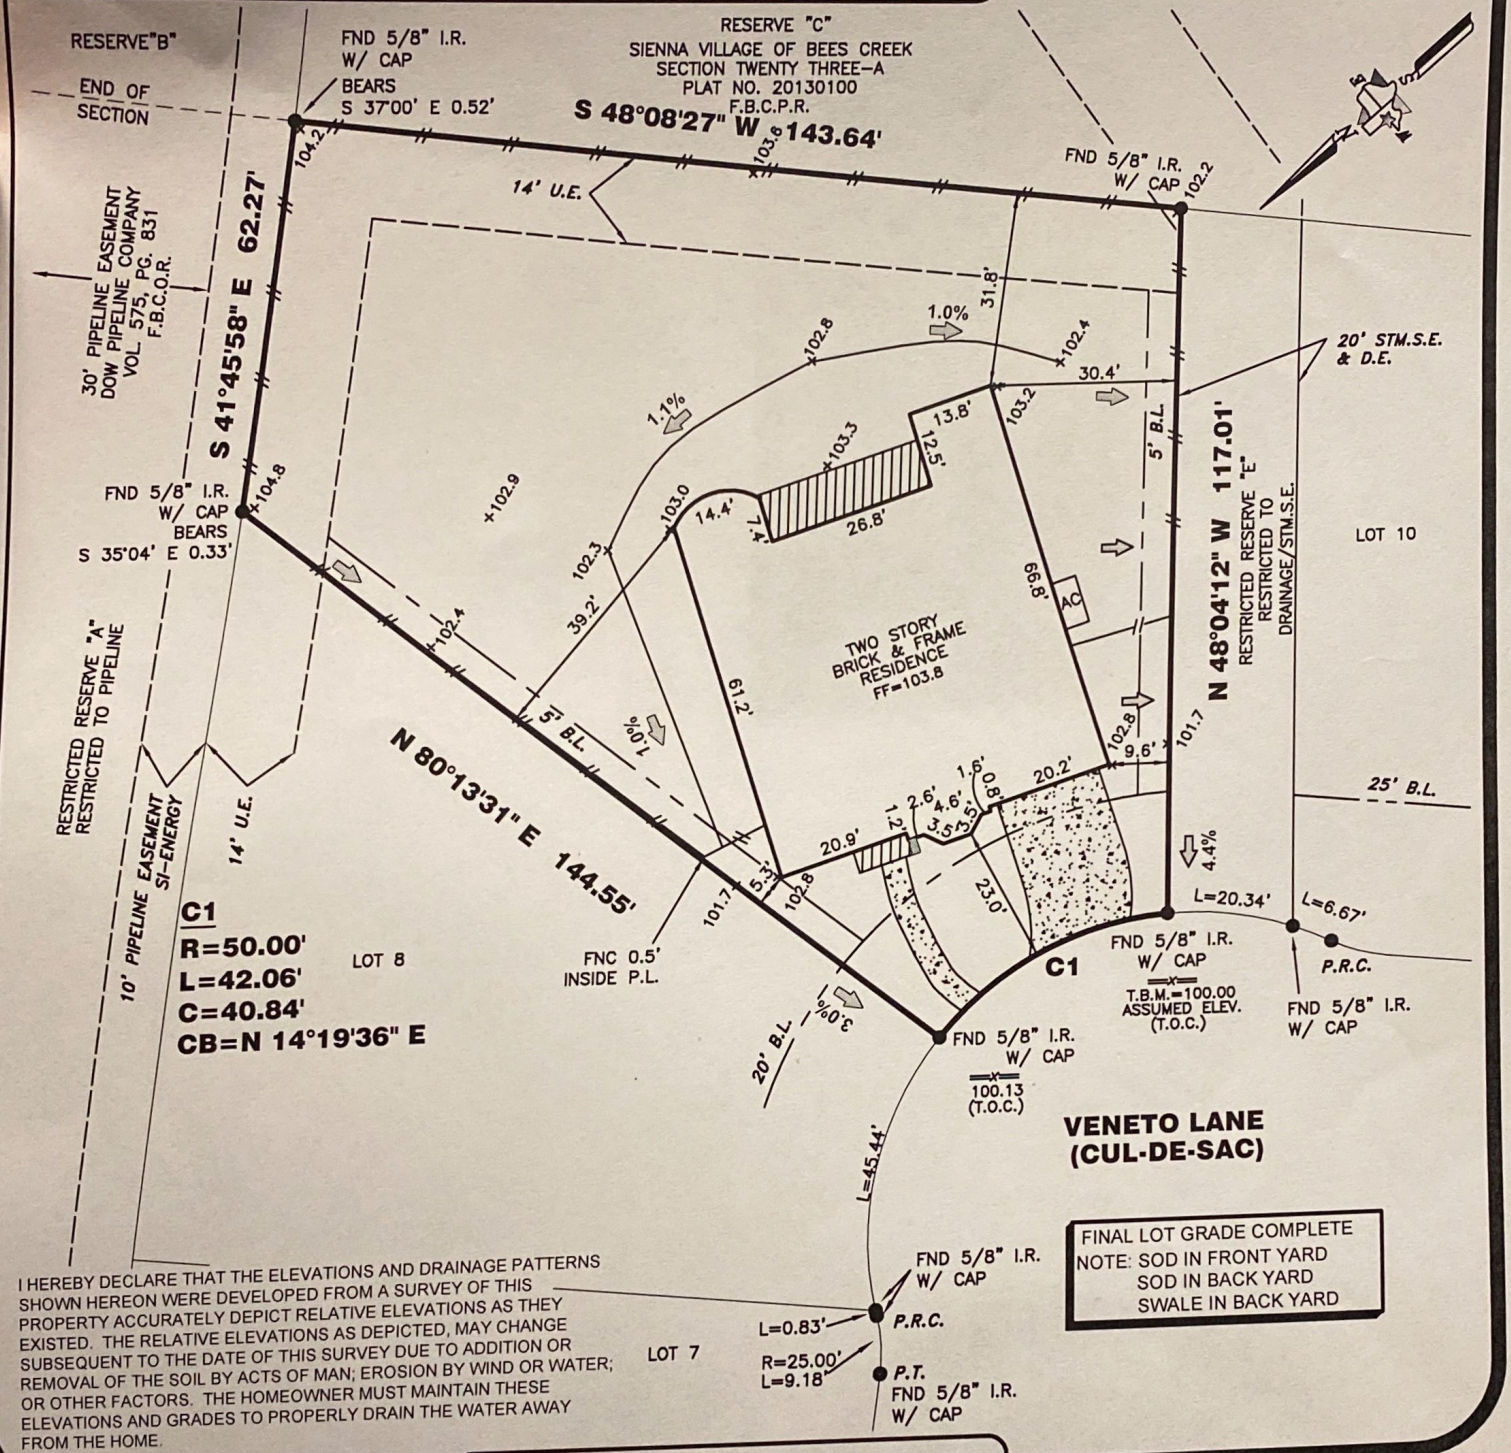 RESERVE "C"
SIENNA VILLAGE OF BEES CREEK
SECTION TWENTY THREE-A
PLAT NO. 20130100
F.B.C.P.R.
RESERVE"B"
END OF
SECTION
FND 5/8" I.R.
W/ CAP
BEARS
S 37°00' E 0.52'
S 48°08'27" W 143.64'
104.2
103.6
FND 5/8" I.R.
W/ CAP
102.2
N
E
S
W
14' U.E.
30' PIPELINE EASEMENT
DOW PIPELINE COMPANY
VOL. 575, PG. 831
F.B.C.O.R.
S 41°45'58" E 62.27'
31.8'
1.0%
102.8
102.4
1.1%
30.4'
20' STM.S.E.
& D.E.
13.8'
103.2
103.3
12.5'
5' B.L.
N 48°04'12" W 117.01'
RESTRICTED RESERVE "E"
RESTRICTED TO
DRAINAGE/STM.S.E.
LOT 10
FND 5/8" I.R.
W/ CAP
BEARS
S 35°04' E 0.33'
104.8
102.9
103.0
14.4'
7.4'
26.8'
102.3
39.2'
66.8'
AC
102.4
TWO STORY
BRICK & FRAME
RESIDENCE
FF=103.8
61.2'
1.0%
5' B.L.
RESTRICTED RESERVE "A"
RESTRICTED TO PIPELINE
N 80°13'31" E 144.55'
102.8
9.6'
101.7
20.2'
1.6'
0.8'
2.6'
4.6'
1.2'
3.5'
3.5'
20.9'
25' B.L.
10' PIPELINE EASEMENT
SI-ENERGY
14' U.E.
4.4%
5.3'
102.8
101.7
23.0'
L=20.34'
L=6.67'
C1
R=50.00'
L=42.06'
C=40.84'
CB=N 14°19'36" E
LOT 8
FNC 0.5'
INSIDE P.L.
C1
FND 5/8" I.R.
W/ CAP
T.B.M.=100.00
ASSUMED ELEV.
(T.O.C.)
P.R.C.
FND 5/8" I.R.
W/ CAP
3.0%
20' B.L.
FND 5/8" I.R.
W/ CAP
100.13
(T.O.C.)
VENETO LANE
(CUL-DE-SAC)
L=45.44'
FINAL LOT GRADE COMPLETE
NOTE: SOD IN FRONT YARD
SOD IN BACK YARD
SWALE IN BACK YARD
FND 5/8" I.R.
W/ CAP
P.R.C.
L=0.83'
R=25.00'
L=9.18'
P.T.
FND 5/8" I.R.
W/ CAP
LOT 7
I HEREBY DECLARE THAT THE ELEVATIONS AND DRAINAGE PATTERNS
SHOWN HEREON WERE DEVELOPED FROM A SURVEY OF THIS
PROPERTY ACCURATELY DEPICT RELATIVE ELEVATIONS AS THEY
EXISTED. THE RELATIVE ELEVATIONS AS DEPICTED, MAY CHANGE
SUBSEQUENT TO THE DATE OF THIS SURVEY DUE TO ADDITION OR
REMOVAL OF THE SOIL BY ACTS OF MAN; EROSION BY WIND OR WATER;
OR OTHER FACTORS. THE HOMEOWNER MUST MAINTAIN THESE
ELEVATIONS AND GRADES TO PROPERLY DRAIN THE WATER AWAY
FROM THE HOME.